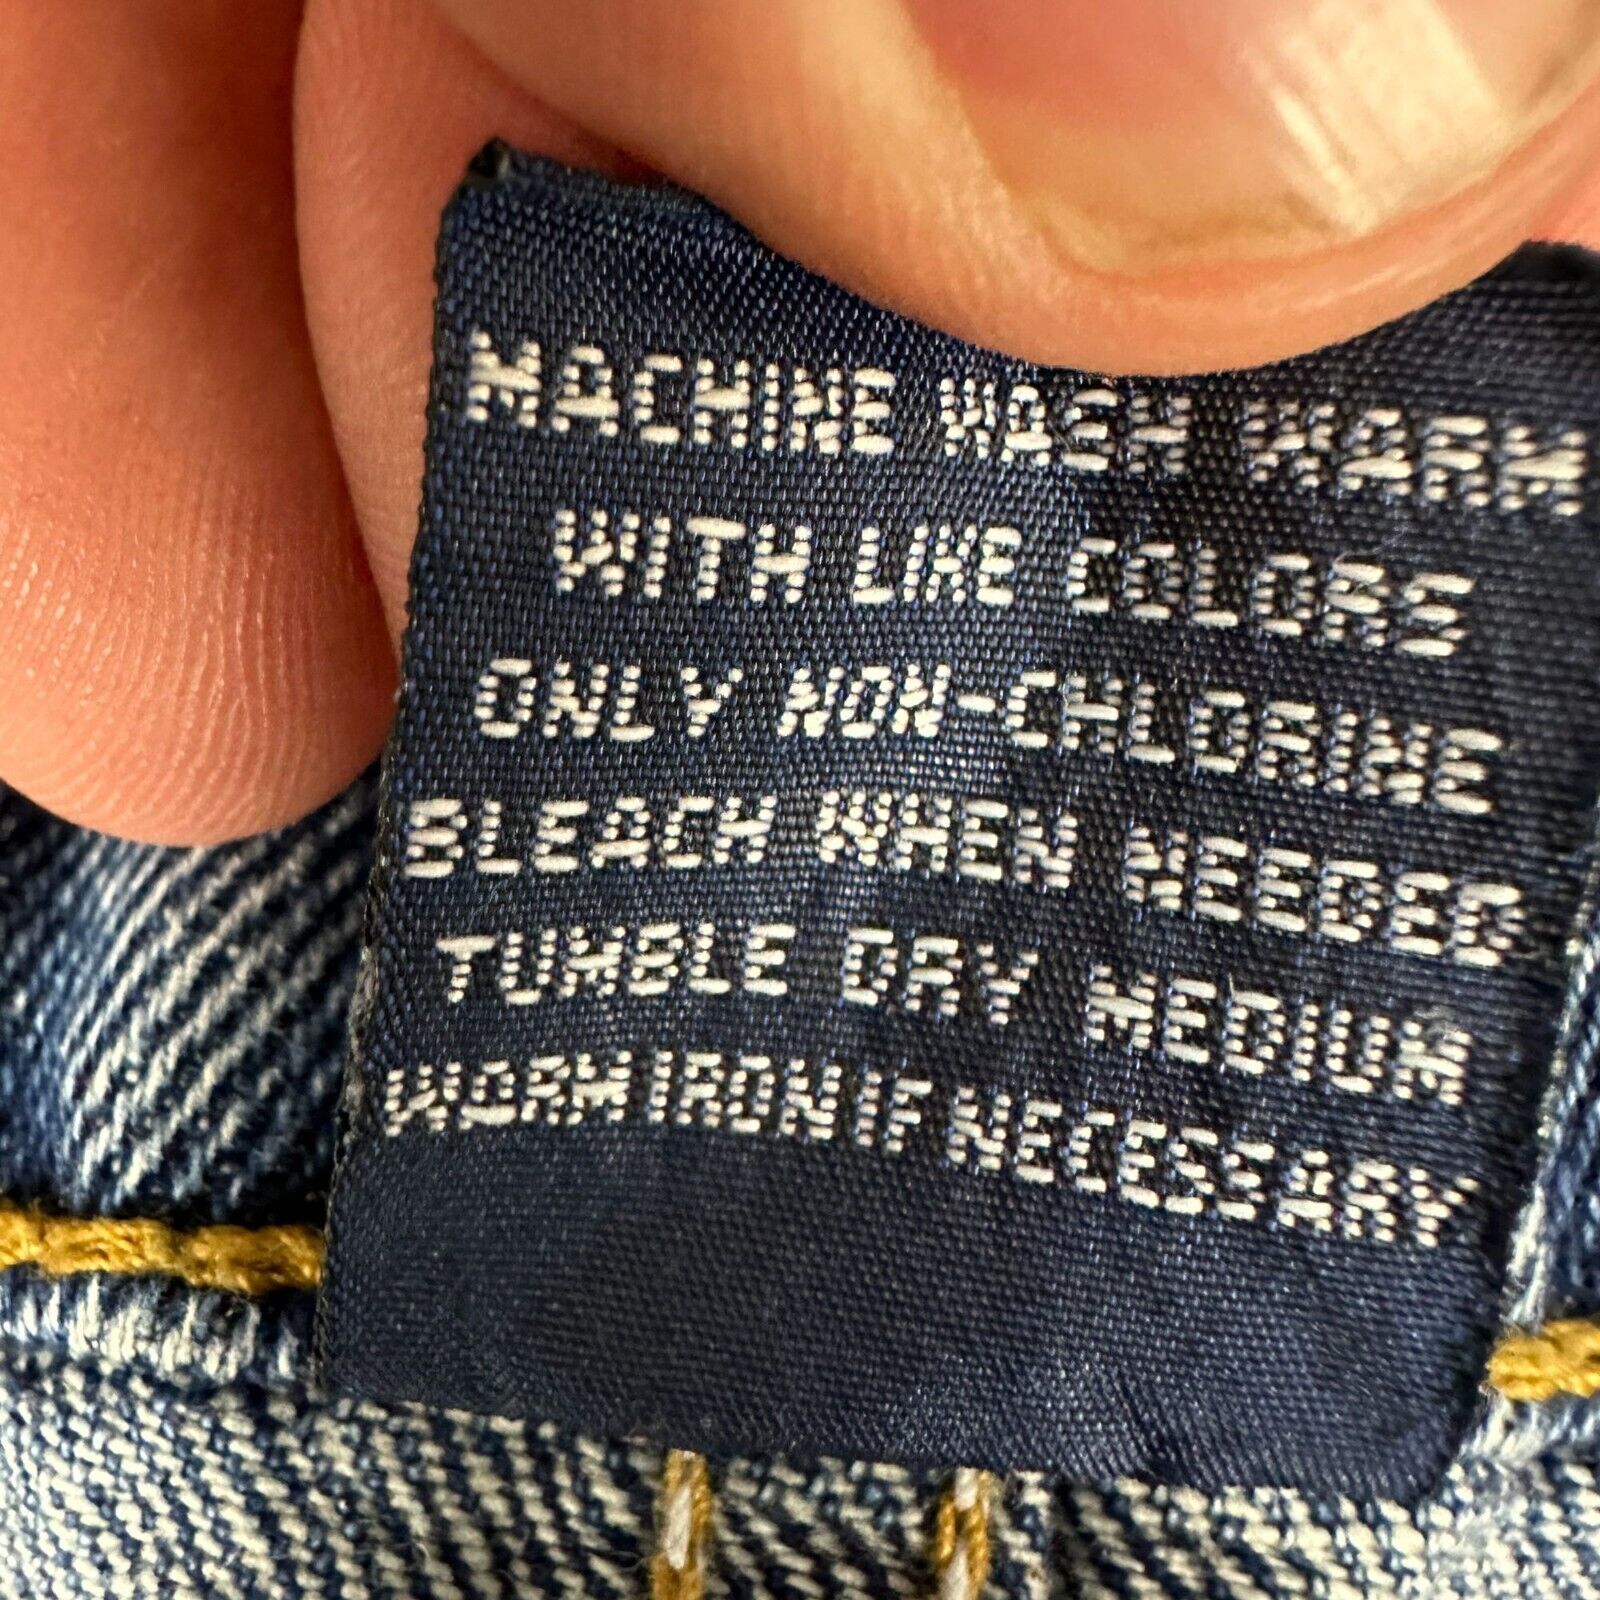 MACHINE WASH WARM
WITH LIKE COLORS
ONLY NON-CHLORINE
BLEACH WHEN NEEDED
TUMBLE DRY MEDIUM
WARM IRON IF NECESSARY